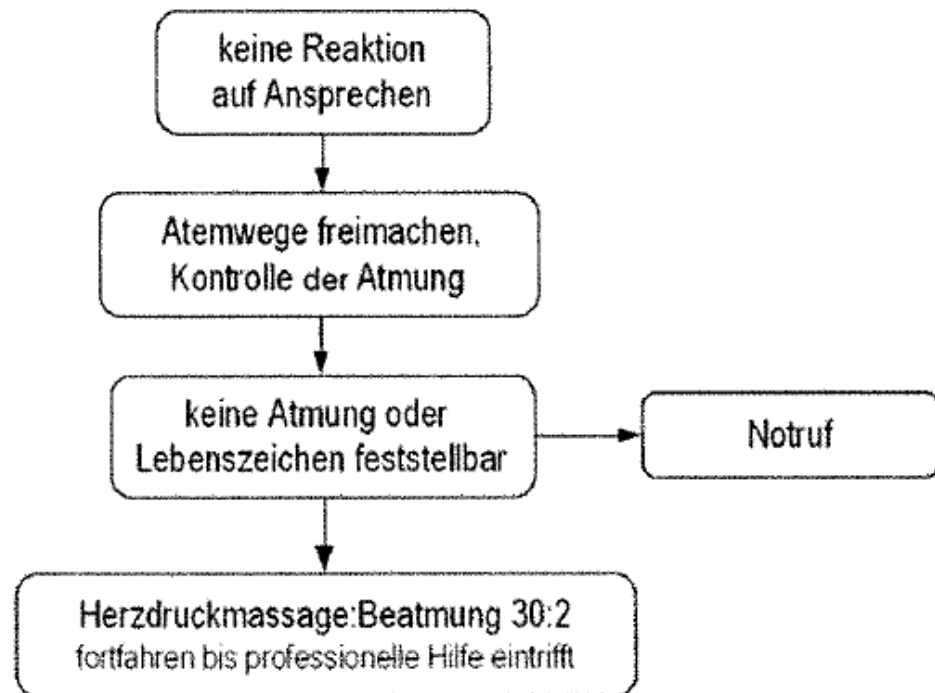 keine Reaktion
auf Ansprechen
Atemwege freimachen,
Kontrolle der Atmung
keine Atmung oder
Lebenszeichen feststellbar
Notruf
Herzdruckmassage:Beatmung 30:2
fortfahren bis professionelle Hilfe eintrifft